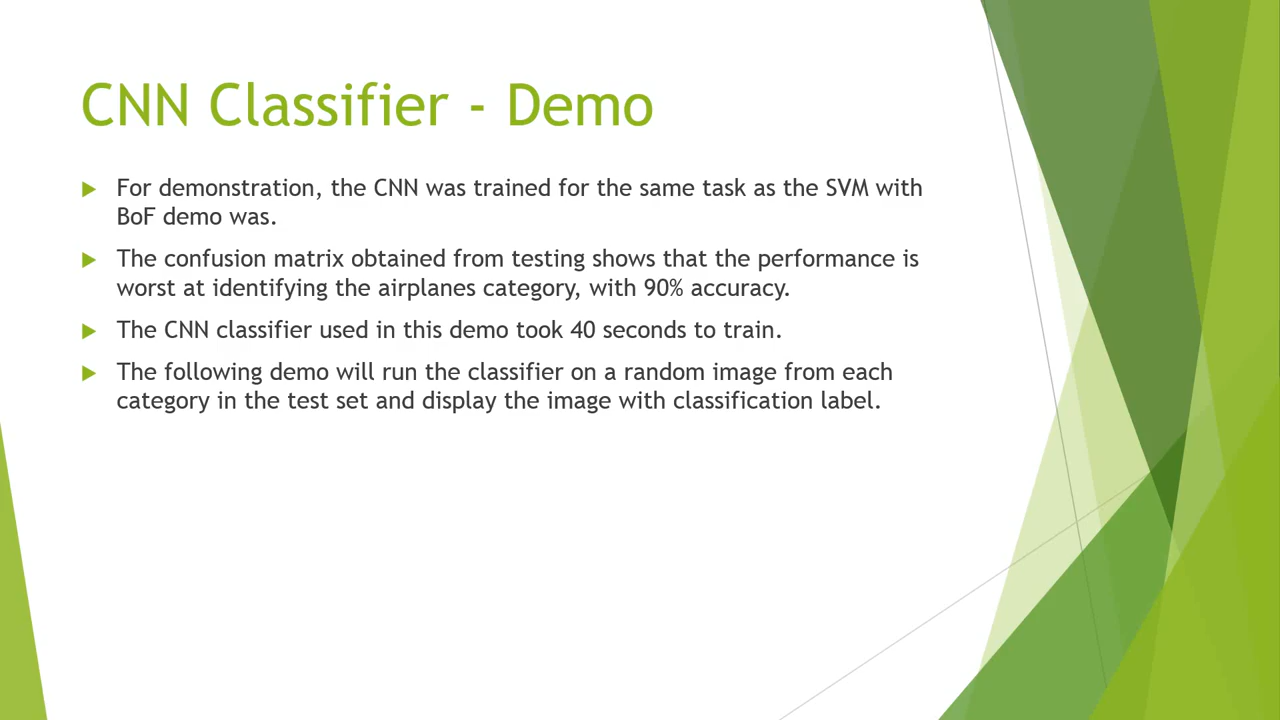 CNN Classifier - Demo
For demonstration, the CNN was trained for the same task as the SVM with
BoF demo was.
The confusion matrix obtained from testing shows that the performance is
worst at identifying the airplanes category, with 90% accuracy.
The CNN classifier used in this demo took 40 seconds to train.
The following demo will run the classifier on a random image from each
category in the test set and display the image with classification label.